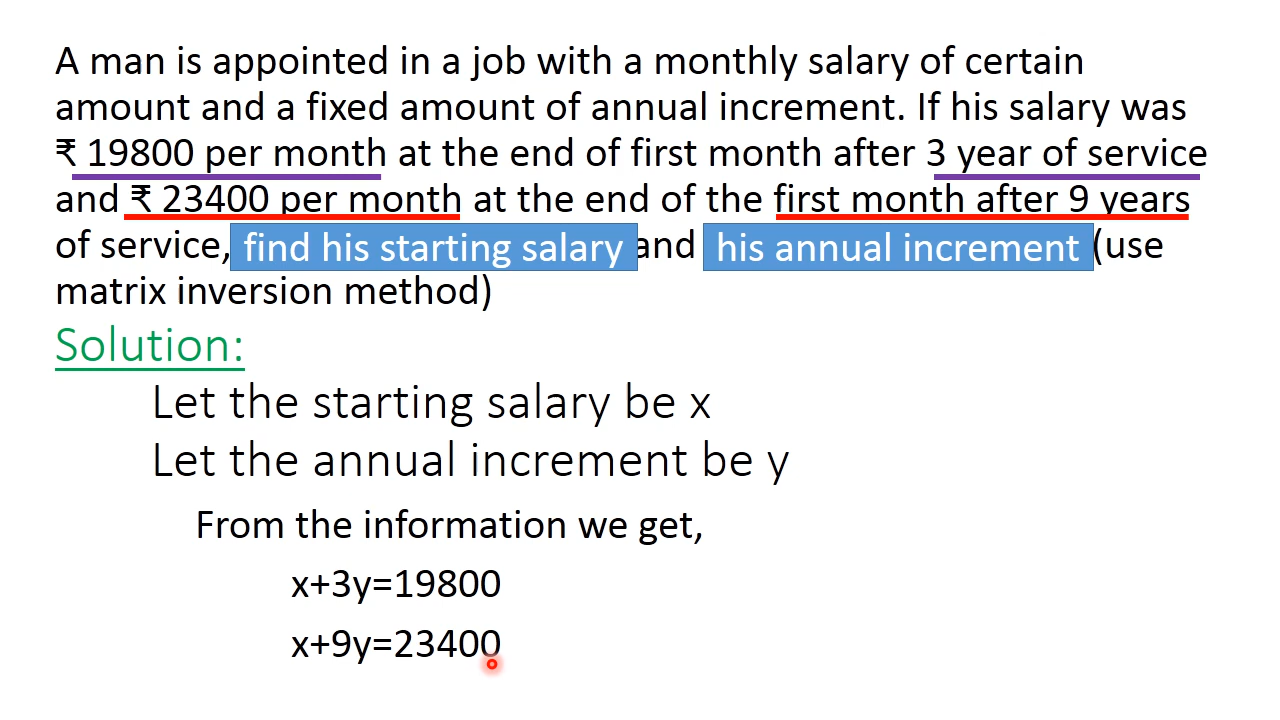 A man is appointed in a job with a monthly salary of certain
amount and a fixed amount of annual increment. If his salary was
₹ 19800 per month at the end of first month after 3 year of service
and ₹ 23400 per month at the end of the first month after 9 years
of service, find his starting salary and his annual increment (use
matrix inversion method)
Solution:
Let the starting salary be x
Let the annual increment be y
From the information we get,
x+3y=19800
x+9y=23400